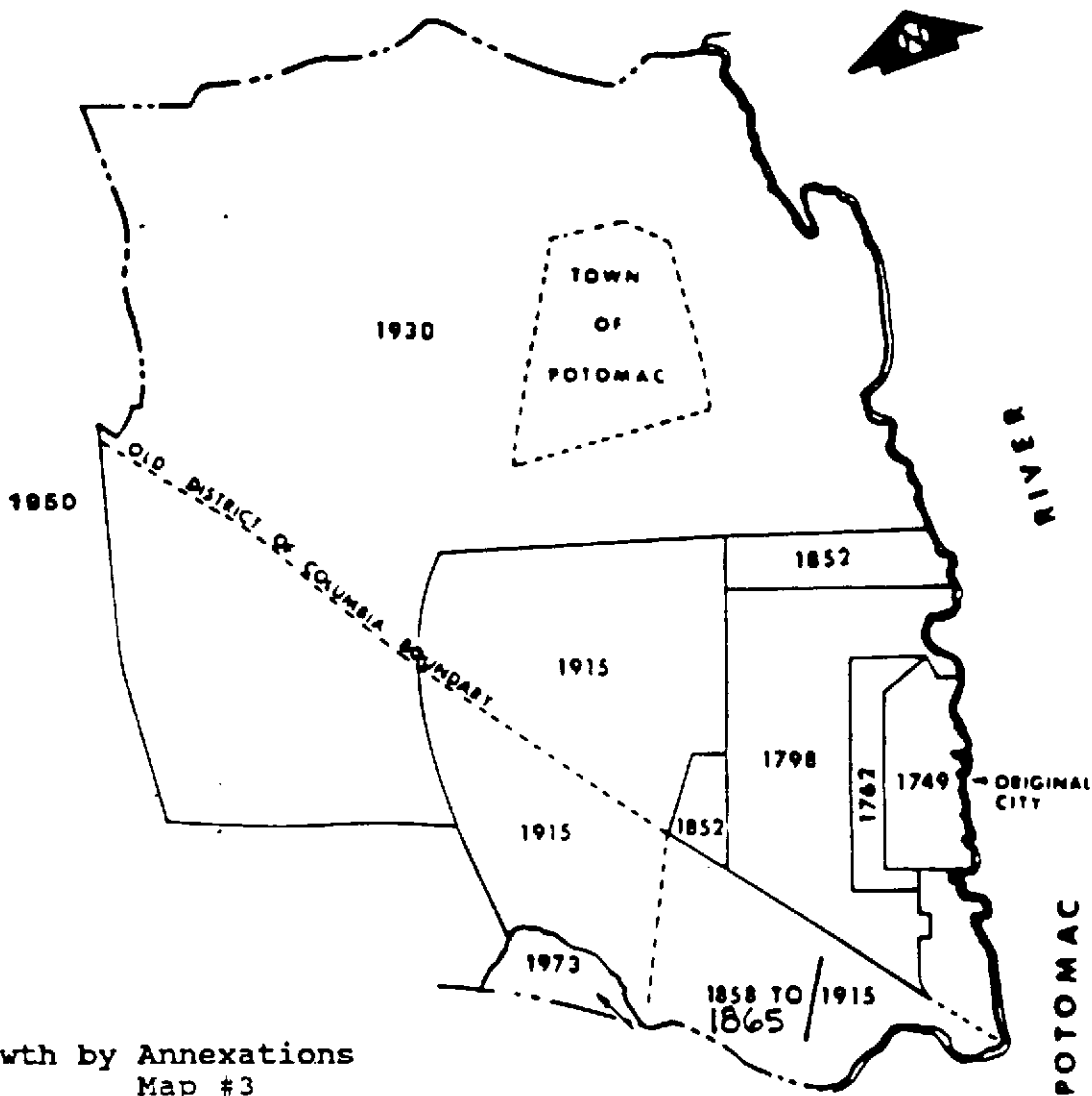 N
TOWN
OF
POTOMAC
1930
RIVER
OLD DISTRICT OF COLUMBIA BOUNDARY
1852
1915
1798
1762
1749
ORIGINAL
CITY
1915
1852
1973
1858 TO / 1915
1865
POTOMAC
wth by Annexations
Map #3